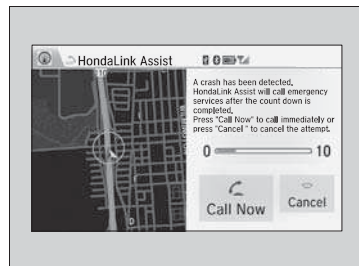 HondaLink Assist
A crash has been detected,
HondaLink Assist will call emergency
services after the count down is
completed.
Press "Call Now" to call immediately or
press "Cancel " to cancel the attempt.
0 10
Call Now
Cancel